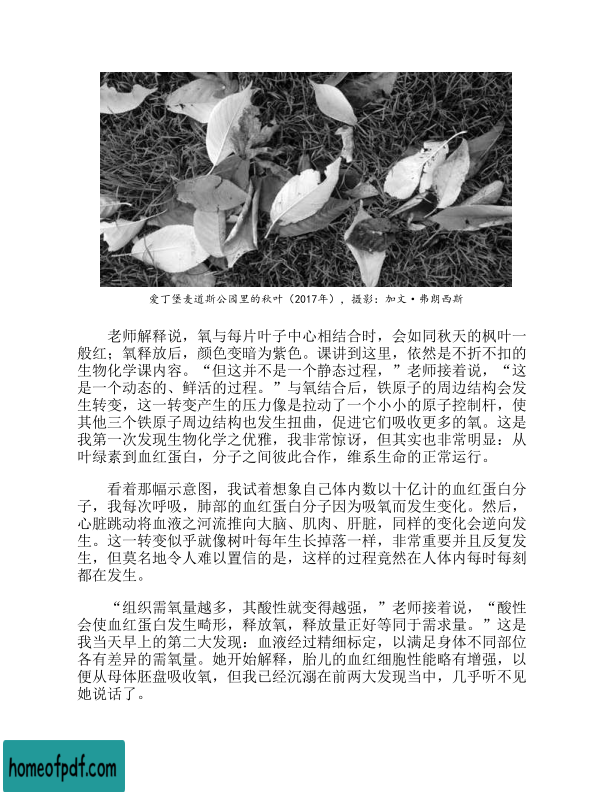 爱丁堡麦道斯公园里的秋叶（2017年），摄影：加文·弗朗西斯
老师解释说，氧与每片叶子中心相结合时，会如同秋天的枫叶一
般红；氧释放后，颜色变暗为紫色。课讲到这里，依然是不折不扣的
生物化学课内容。“但这并不是一个静态过程，”老师接着说，“这
是一个动态的、鲜活的过程。”与氧结合后，铁原子的周边结构会发
生转变，这一转变产生的压力像是拉动了一个小小的原子控制杆，使
其他三个铁原子周边结构也发生扭曲，促进它们吸收更多的氧。这是
我第一次发现生物化学之优雅，我非常惊讶，但其实也非常明显：从
叶绿素到血红蛋白，分子之间彼此合作，维系生命的正常运行。
看着那幅示意图，我试着想象自己体内数以十亿计的血红蛋白分
子，我每次呼吸，肺部的血红蛋白分子因为吸氧而发生变化。然后，
心脏跳动将血液之河流推向大脑、肌肉、肝脏，同样的变化会逆向发
生。这一转变似乎就像树叶每年生长掉落一样，非常重要并且反复发
生，但莫名地令人难以置信的是，这样的过程竟然在人体内每时每刻
都在发生。
“组织需氧量越多，其酸性就变得越强，”老师接着说，“酸性
会使血红蛋白发生畸形，释放氧，释放量正好等同于需求量。”这是
我当天早上的第二大发现：血液经过精细标定，以满足身体不同部位
各有差异的需氧量。她开始解释，胎儿的血红细胞性能略有增强，以
便从母体胚盘吸收氧，但我已经沉溺在前两大发现当中，几乎听不见
她说话了。
homeofpdf.com